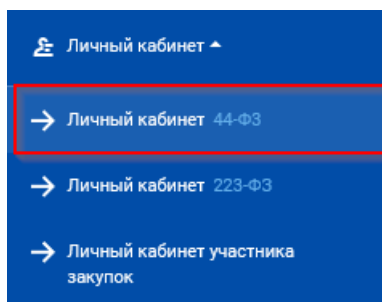 Личный кабинет
Личный кабинет 44-ФЗ
Личный кабинет 223-ФЗ
Личный кабинет участника
закупок